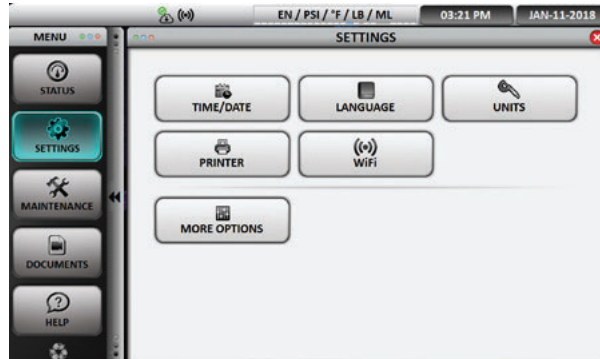 EN / PSI / °F / LB / ML 03:21 PM JAN-11-2018
MENU SETTINGS
STATUS
SETTINGS
MAINTENANCE
DOCUMENTS
HELP
TIME/DATE LANGUAGE UNITS
PRINTER WiFi
MORE OPTIONS